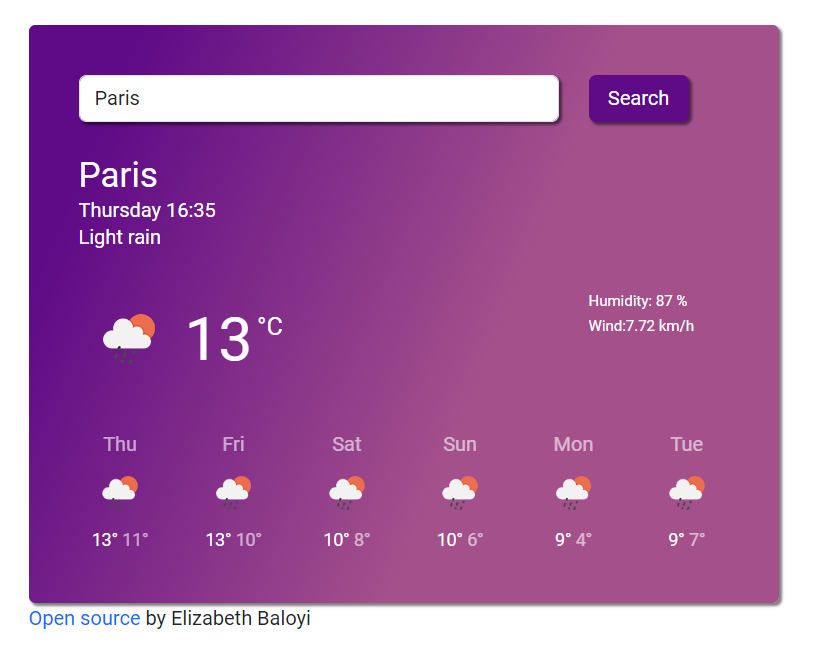 Paris
Search
Paris
Thursday 16:35
Light rain
13 °C
Humidity: 87 %
Wind:7.72 km/h
Thu Fri Sat Sun Mon Tue
13° 11° 13° 10° 10° 8° 10° 6° 9° 4° 9° 7°
Open source by Elizabeth Baloyi